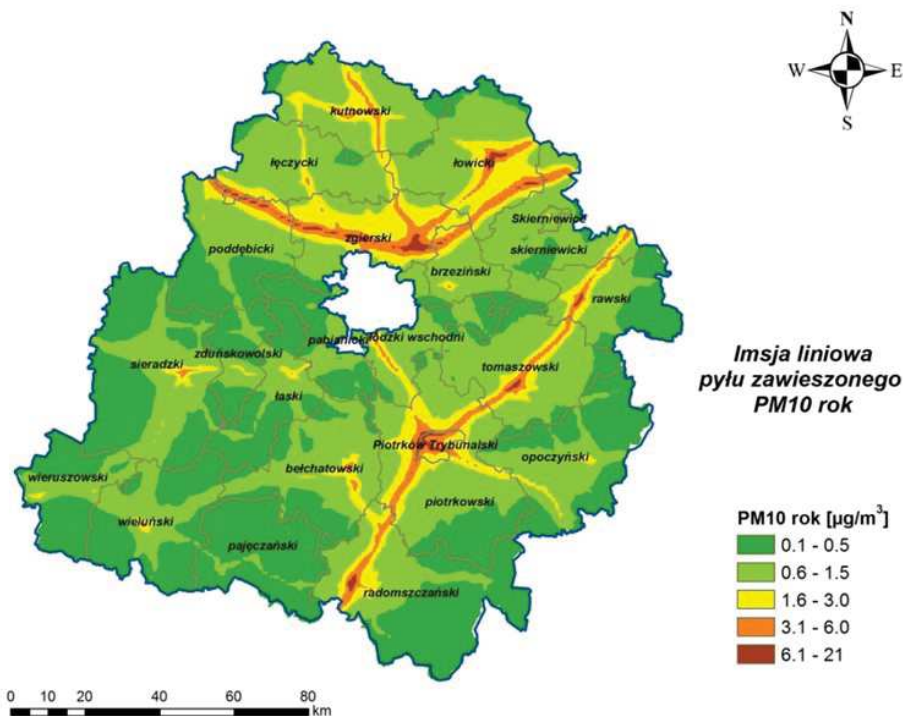 N
W E
S
kutnowski
łęczycki
łowicki
Skierniewice
zgierski
poddębicki
skierniewicki
brzeziński
rawski
pabianicki
łódzki wschodni
zduńskowolski
sieradzki
tomaszowski
łaski
Imsja liniowa
pyłu zawieszonego
PM10 rok
Piotrków Trybunalski
opoczyński
bełchatowski
wieruszowski
piotrkowski
wieluński
pajęczański
radomszczański
PM10 rok [µg/m³]
0.1 - 0.5
0.6 - 1.5
1.6 - 3.0
3.1 - 6.0
6.1 - 21
0 10 20 40 60 80
km